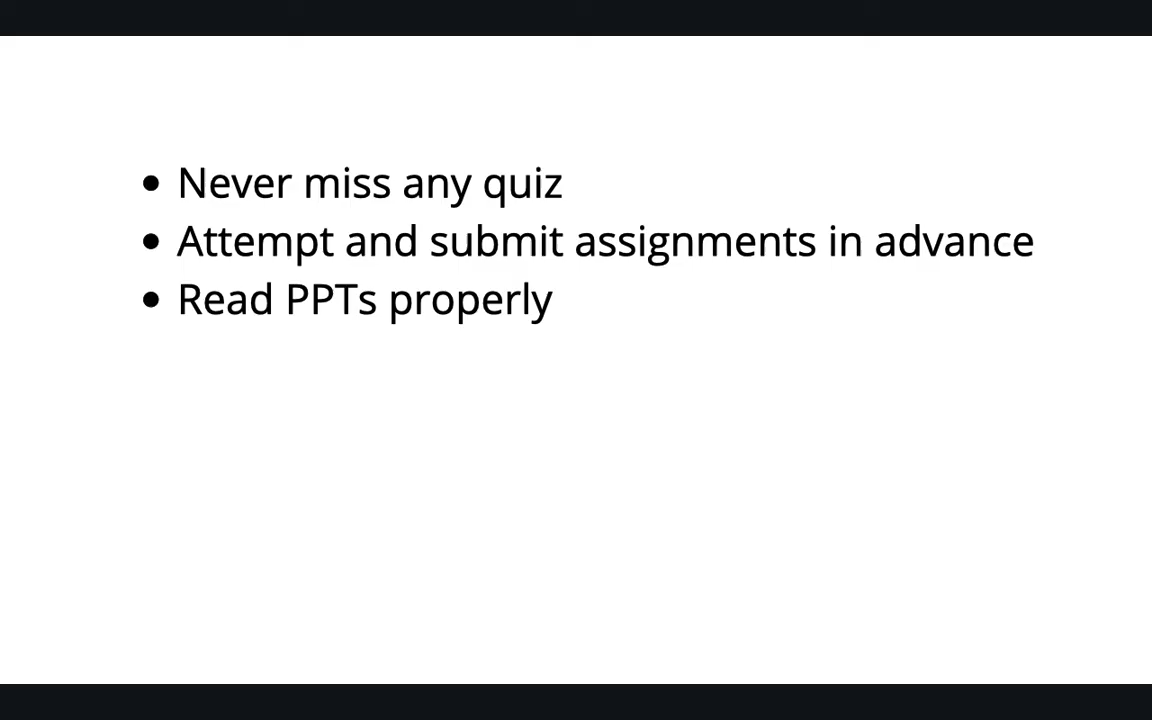 • Never miss any quiz
• Attempt and submit assignments in advance
• Read PPTs properly